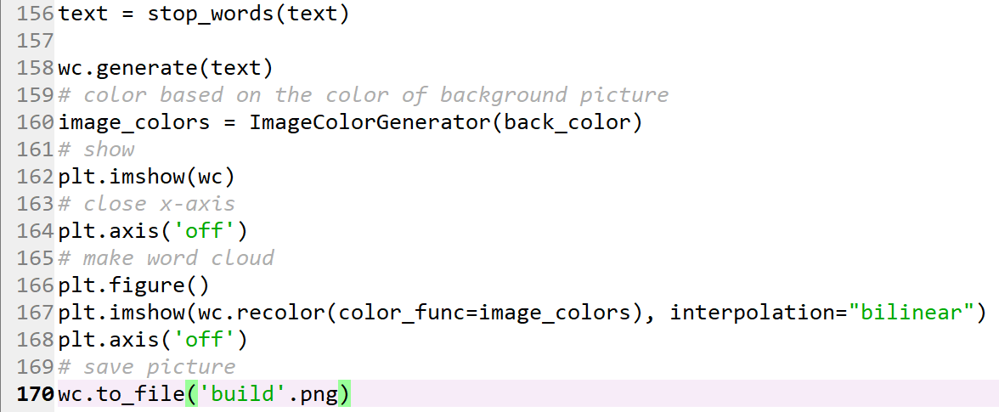 156 text = stop_words(text)
157
158 wc.generate(text)
159 # color based on the color of background picture
160 image_colors = ImageColorGenerator(back_color)
161 # show
162 plt.imshow(wc)
163 # close x-axis
164 plt.axis('off')
165 # make word cloud
166 plt.figure()
167 plt.imshow(wc.recolor(color_func=image_colors), interpolation="bilinear")
168 plt.axis('off')
169 # save picture
170 wc.to_file('build'.png)